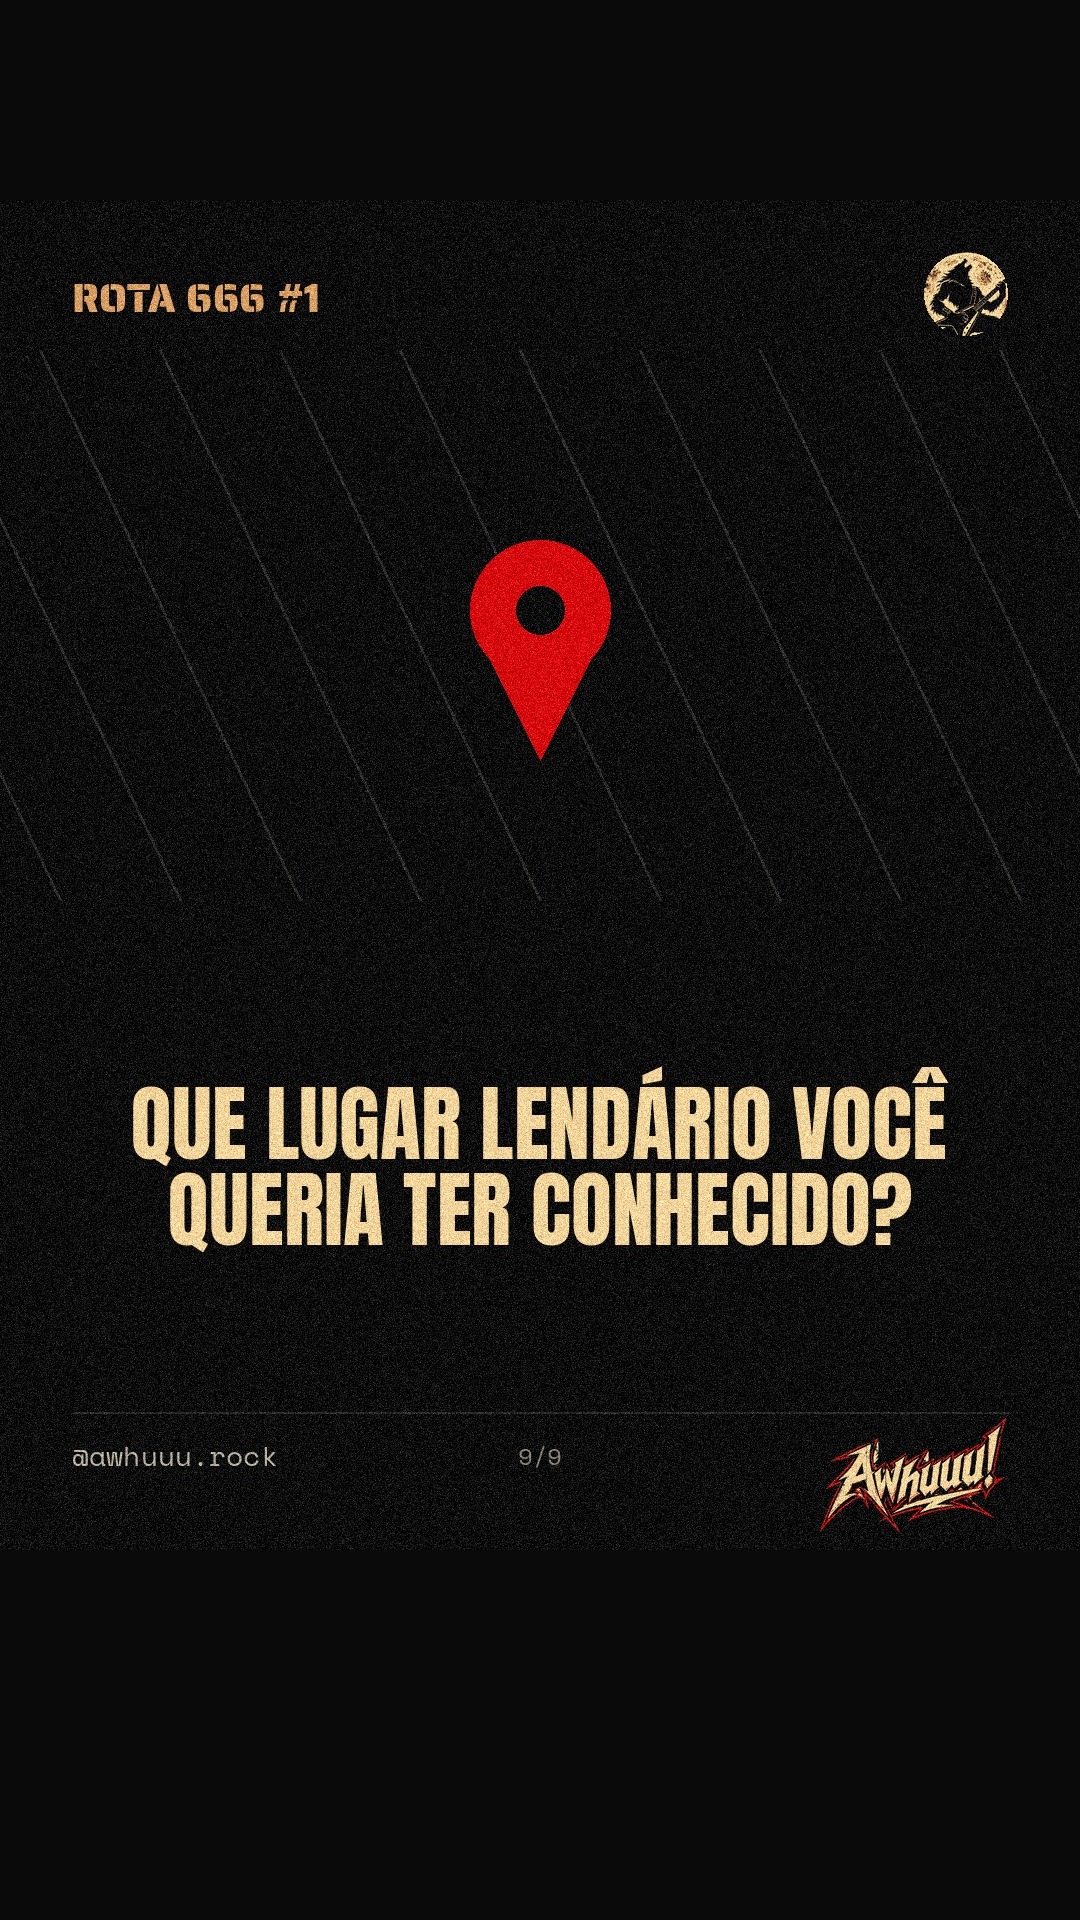 ROTA 666 #1
QUE LUGAR LENDÁRIO VOCÊ
QUERIA TER CONHECIDO?
@awhuuu.rock
9/9
Awhuuu!